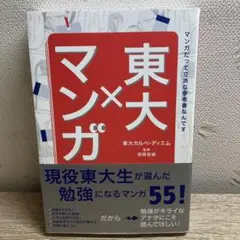 マンガだって立派な参考書なんです
東大
×
マンガ
東大カルペ・ディエム
現役東大生が選んだ
勉強になるマンガ
55!
だから
勉強がキライな
アナタにこそ
読んでほしい!